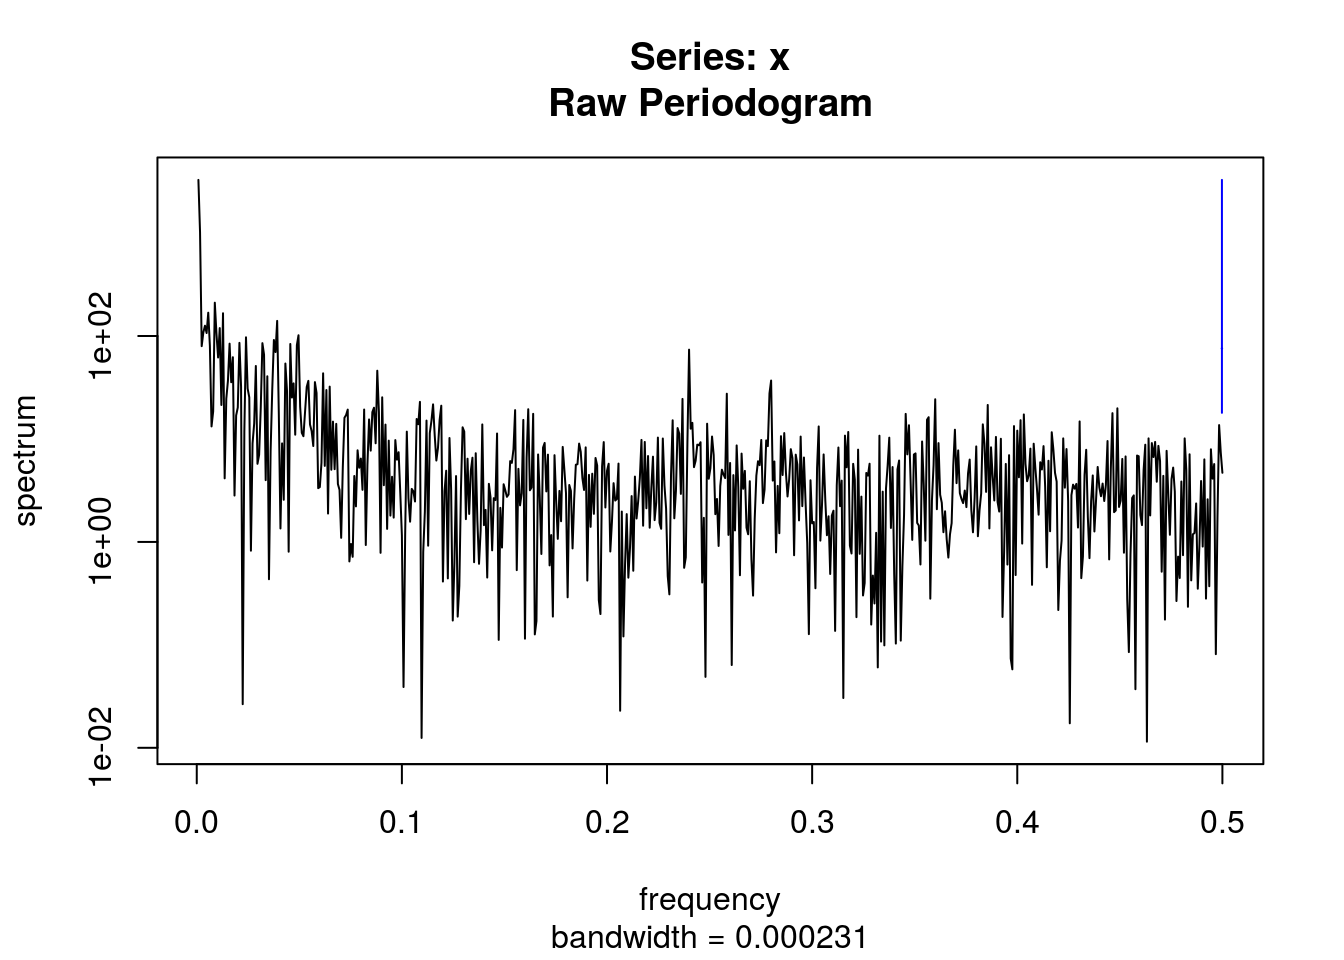 Series: x
Raw Periodogram
spectrum
1e+02
1e+00
1e-02
0.0 0.1 0.2 0.3 0.4 0.5
frequency
bandwidth = 0.000231